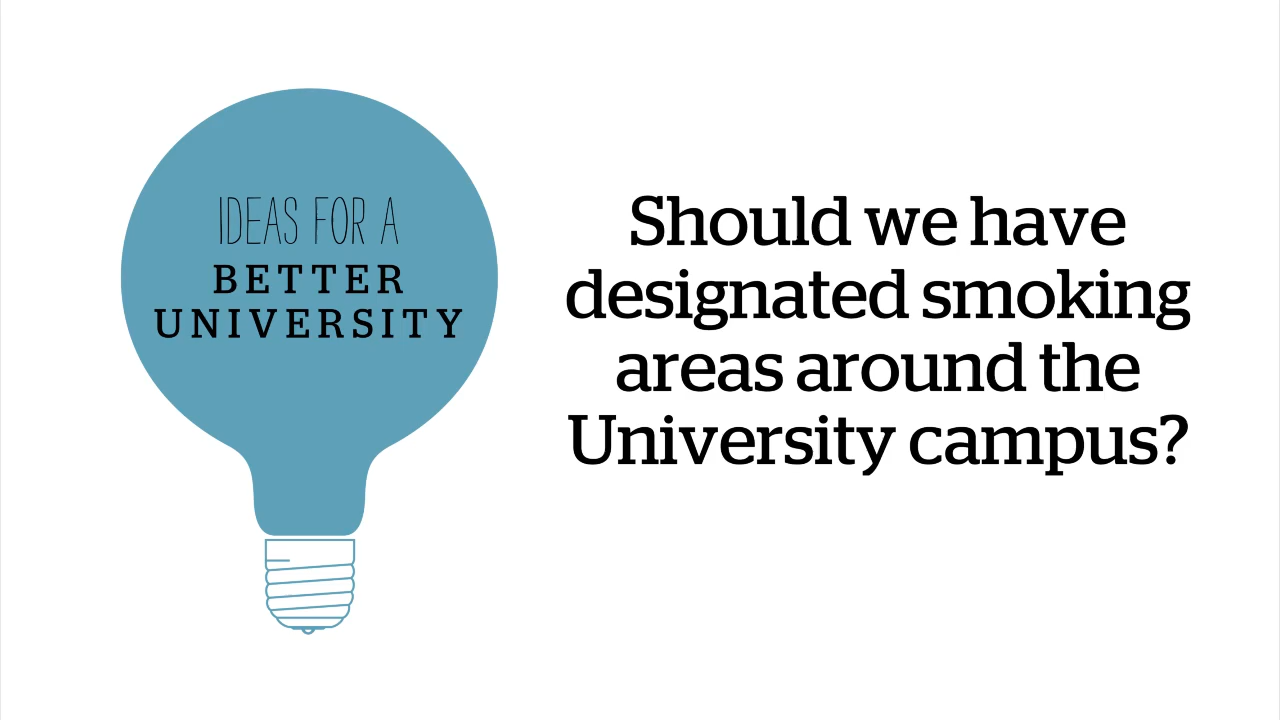 IDEAS FOR A
BETTER
UNIVERSITY
Should we have
designated smoking
areas around the
University campus?